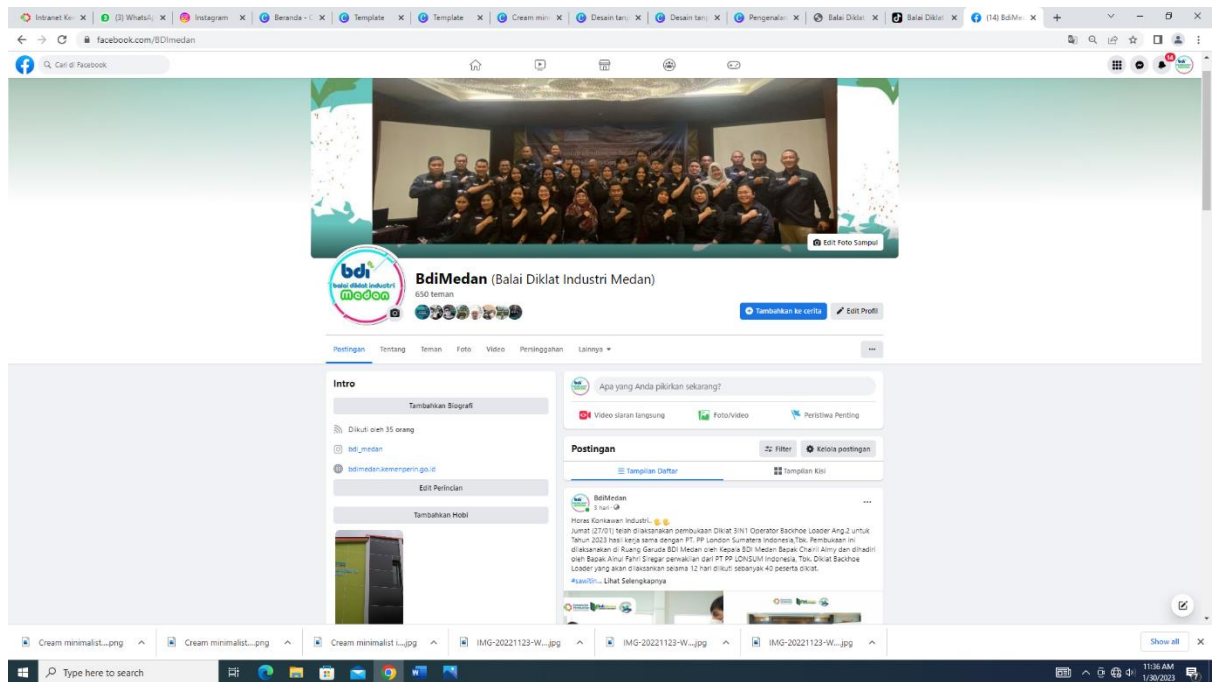 Intranet Ken
(3) WhatsA
Instagram
Beranda - C
Template
Template
Cream mini
Desain tanp
Desain tanp
Pengenalan
Balai Diklat
Balai Diklat
(14) BdiMe
facebook.com/BDImedan
Cari di Facebook
14
Edit Foto Sampul
bdi
balai diklat industri
medan
BdiMedan (Balai Diklat Industri Medan)
650 teman
Tambahkan ke cerita
Edit Profil
Postingan Tentang Teman Foto Video Persinggahan Lainnya
Intro
Tambahkan Biografi
Dikuti oleh 35 orang
bdi_medan
bdimedan.kemenperin.go.id
Edit Perincian
Tambahkan Hobi
Apa yang Anda pikirkan sekarang?
Video siaran langsung
Foto/video
Peristiwa Penting
Postingan
Filter
Kelola postingan
Tampilan Daftar
Tampilan Kisi
BdiMedan
3 hari
Horas Konkawan Industri..
Jumat (27/01) telah dilaksanakan pembukaan Diklat 3IN1 Operator Backhoe Loader Ang.2 untuk
Tahun 2023 hasil kerja sama dengan PT. PP London Sumatera Indonesia,Tbk. Pembukaan ini
dilaksanakan di Ruang Garuda BDI Medan oleh Kepala BDI Medan Bapak Chairil Almy dan dihadiri
oleh Bapak Ainul Fahri Siregar perwakilan dari PT PP LONSUM Indonesia, Tbk. Diklat Backhoe
Loader yang akan dilaksankan selama 12 hari diikuti sebanyak 40 peserta diklat.
#sawitin... Lihat Selengkapnya
Cream minimalist....png
Cream minimalist....png
Cream minimalist i....jpg
IMG-20221123-W....jpg
IMG-20221123-W....jpg
IMG-20221123-W....jpg
Show all
Type here to search
11:36 AM
1/30/2023